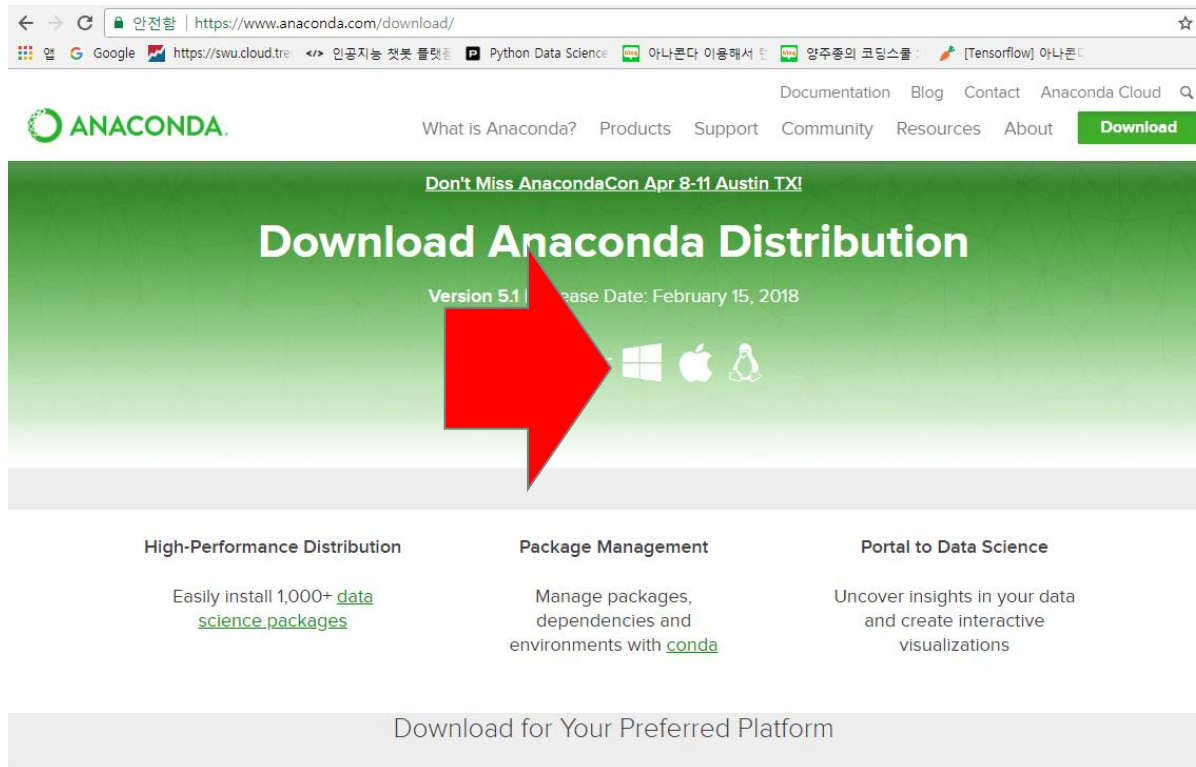 안전함 | https://www.anaconda.com/download/
앱 Google https://swu.cloud.tre 인공지능 챗봇 플랫폼 Python Data Science 아나콘다 이용해서 양주종의 코딩스쿨 [Tensorflow] 아나콘다
Documentation Blog Contact Anaconda Cloud
ANACONDA. What is Anaconda? Products Support Community Resources About Download
Don't Miss AnacondaCon Apr 8-11 Austin TX!
Download Anaconda Distribution
Version 5.1 | ease Date: February 15, 2018
High-Performance Distribution Package Management Portal to Data Science
Easily install 1,000+ data Manage packages, Uncover insights in your data
science packages dependencies and and create interactive
environments with conda visualizations
Download for Your Preferred Platform